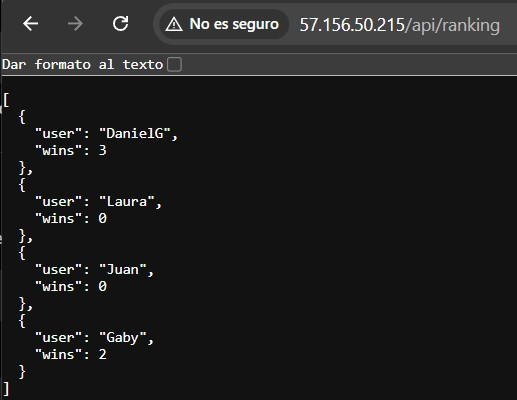 No es seguro 57.156.50.215/api/ranking
Dar formato al texto
[
  {
    "user": "DanielG",
    "wins": 3
  },
  {
    "user": "Laura",
    "wins": 0
  },
  {
    "user": "Juan",
    "wins": 0
  },
  {
    "user": "Gaby",
    "wins": 2
  }
]